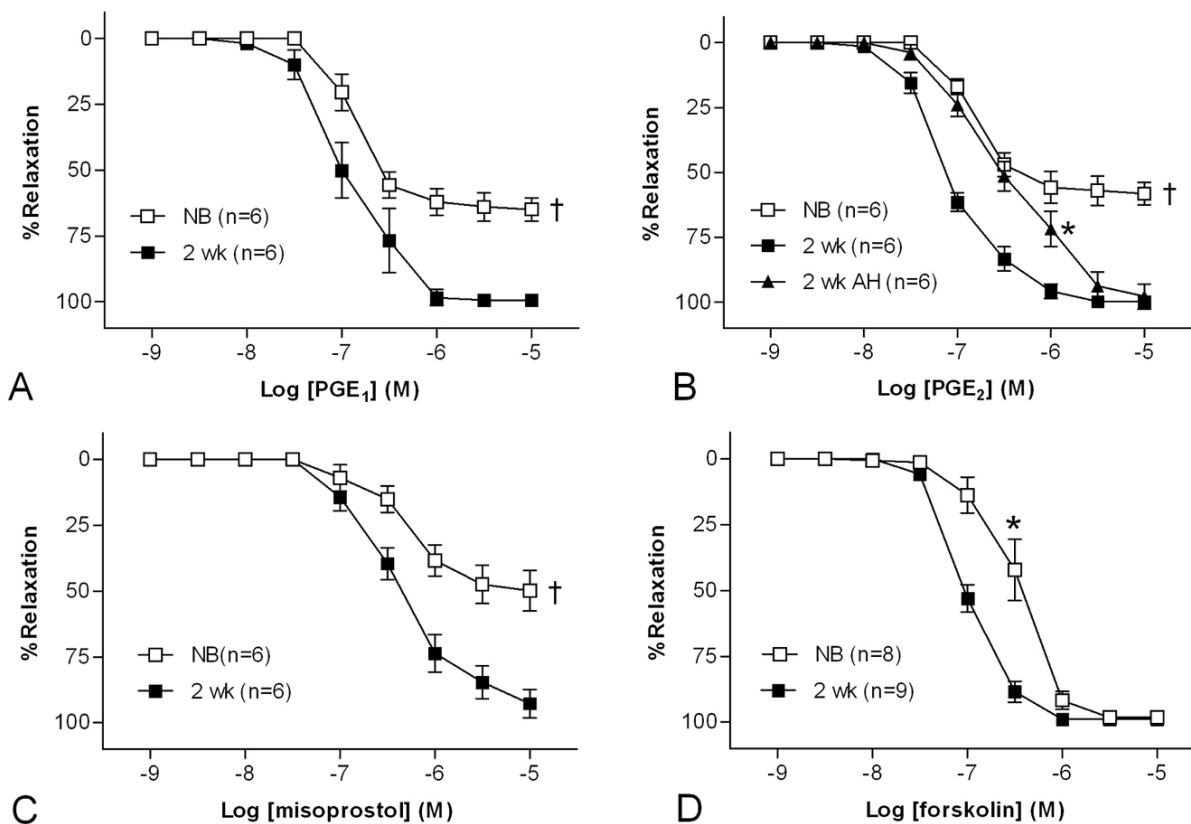 0
25
50
75
100
%Relaxation
NB (n=6)
2 wk (n=6)
†
-9 -8 -7 -6 -5
Log [PGE₁] (M)
A
0
25
50
75
100
%Relaxation
NB (n=6)
2 wk (n=6)
2 wk AH (n=6)
†
*
-9 -8 -7 -6 -5
Log [PGE₂] (M)
B
0
25
50
75
100
%Relaxation
NB(n=6)
2 wk (n=6)
†
-9 -8 -7 -6 -5
Log [misoprostol] (M)
C
0
25
50
75
100
%Relaxation
*
NB (n=8)
2 wk (n=9)
-9 -8 -7 -6 -5
Log [forskolin] (M)
D